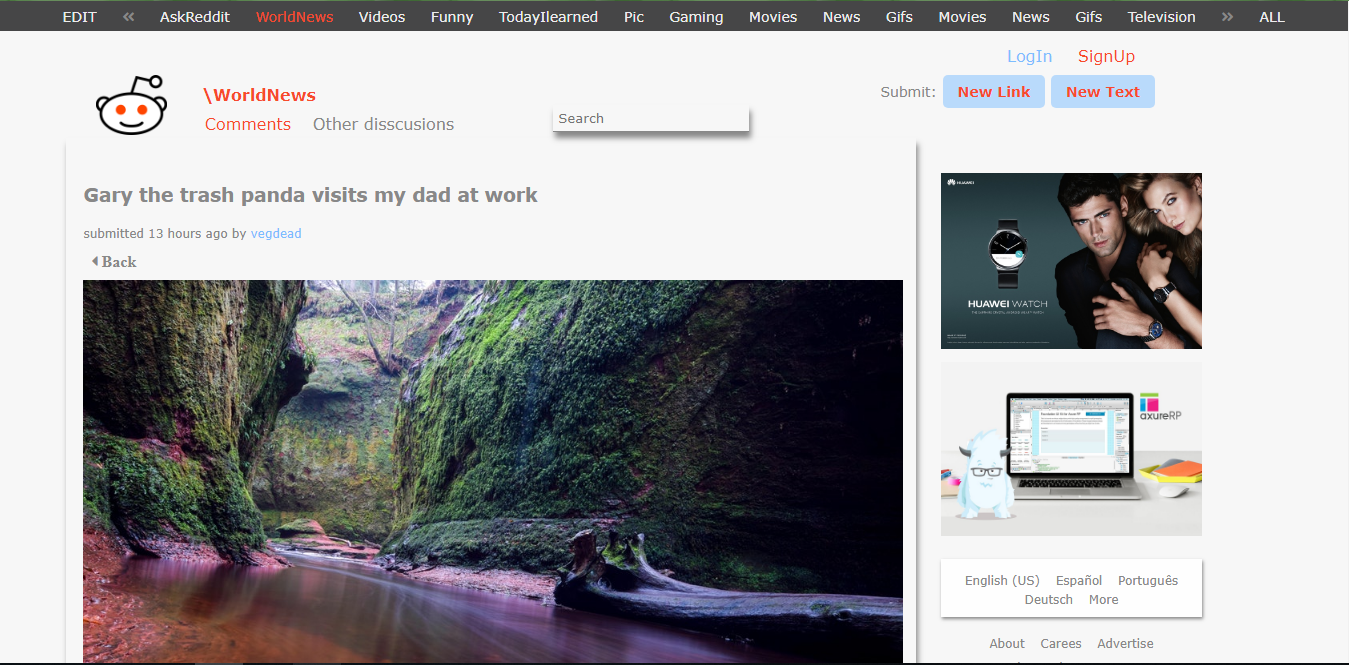 EDIT « AskReddit WorldNews Videos Funny TodayIlearned Pic Gaming Movies News Gifs Movies News Gifs Television » ALL
LogIn SignUp
\WorldNews
Submit: New Link New Text
Comments Other disscusions
Search
Gary the trash panda visits my dad at work
submitted 13 hours ago by vegdead
Back
HUAWEI
HUAWEI WATCH
axureRP
English (US) Español Português
Deutsch More
About Carees Advertise